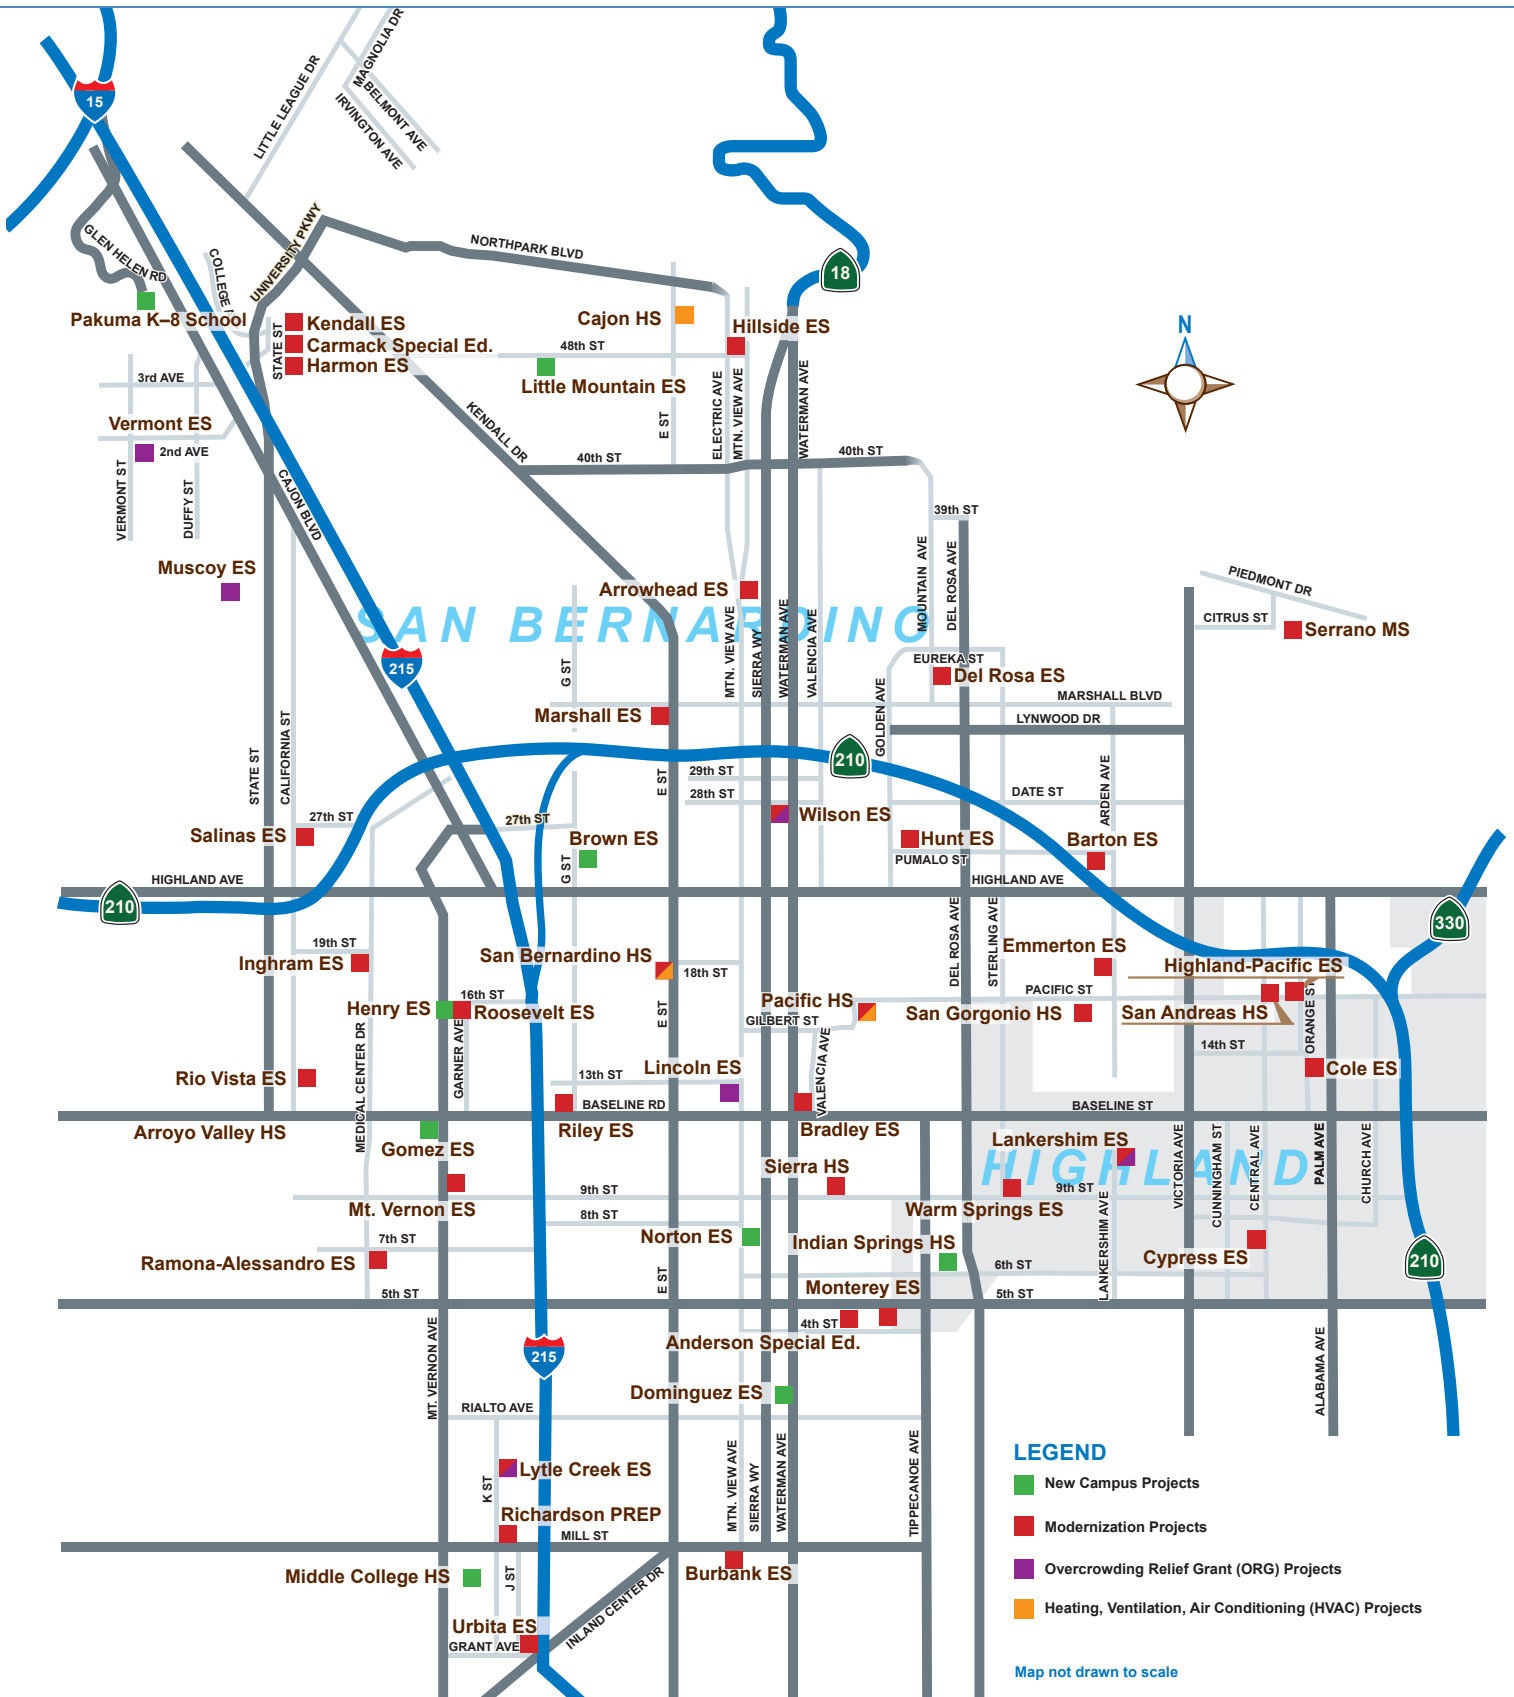 MAGNOLIA DR
LITTLE LEAGUE DR
BELMONT AVE
IRVINGTON AVE
15
GLEN HELEN RD
COLLEGE
UNIVERSITY PKWY
NORTHPARK BLVD
18
Pakuma K–8 School
Kendall ES
Carmack Special Ed.
Harmon ES
STATE ST
Cajon HS
Hillside ES
48th ST
Little Mountain ES
N
3rd AVE
Vermont ES
2nd AVE
VERMONT ST
DUFFY ST
CAJON BLVD
KENDALL DR
E ST
ELECTRIC AVE
MTN. VIEW AVE
WATERMAN AVE
40th ST
40th ST
39th ST
MOUNTAIN AVE
DEL ROSA AVE
Muscoy ES
Arrowhead ES
SAN BERNARDINO
215
G ST
MTN. VIEW AVE
SIERRA WY
WATERMAN AVE
VALENCIA AVE
PIEDMONT DR
CITRUS ST
Serrano MS
EUREKA ST
Del Rosa ES
MARSHALL BLVD
LYNWOOD DR
GOLDEN AVE
Marshall ES
STATE ST
CALIFORNIA ST
210
29th ST
28th ST
E ST
DATE ST
ARDEN AVE
Wilson ES
27th ST
Salinas ES
27th ST
Brown ES
G ST
Hunt ES
PUMALO ST
Barton ES
HIGHLAND AVE
HIGHLAND AVE
210
330
19th ST
Inghram ES
San Bernardino HS
18th ST
DEL ROSA AVE
STERLING AVE
Emmerton ES
Highland-Pacific ES
PACIFIC ST
16th ST
Henry ES
Roosevelt ES
E ST
Pacific HS
GILBERT ST
San Gorgonio HS
San Andreas HS
ORANGE ST
14th ST
MEDICAL CENTER DR
GARNER AVE
VALENCIA AVE
Cole ES
Rio Vista ES
13th ST
Lincoln ES
BASELINE RD
BASELINE ST
Arroyo Valley HS
Gomez ES
Riley ES
Bradley ES
Lankershim ES
HIGHLAND
VICTORIA AVE
CUNNINGHAM ST
CENTRAL AVE
PALM AVE
CHURCH AVE
Sierra HS
Mt. Vernon ES
9th ST
9th ST
Warm Springs ES
8th ST
7th ST
Norton ES
Indian Springs HS
Cypress ES
Ramona-Alessandro ES
6th ST
210
5th ST
E ST
Monterey ES
5th ST
LANKERSHIM AVE
4th ST
Anderson Special Ed.
215
MT. VERNON AVE
ALABAMA AVE
Dominguez ES
RIALTO AVE
K ST
Lytle Creek ES
MTN. VIEW AVE
SIERRA WY
WATERMAN AVE
TIPPECANOE AVE
Richardson PREP
MILL ST
Middle College HS
J ST
Burbank ES
INLAND CENTER DR
Urbita ES
GRANT AVE
LEGEND
New Campus Projects
Modernization Projects
Overcrowding Relief Grant (ORG) Projects
Heating, Ventilation, Air Conditioning (HVAC) Projects
Map not drawn to scale